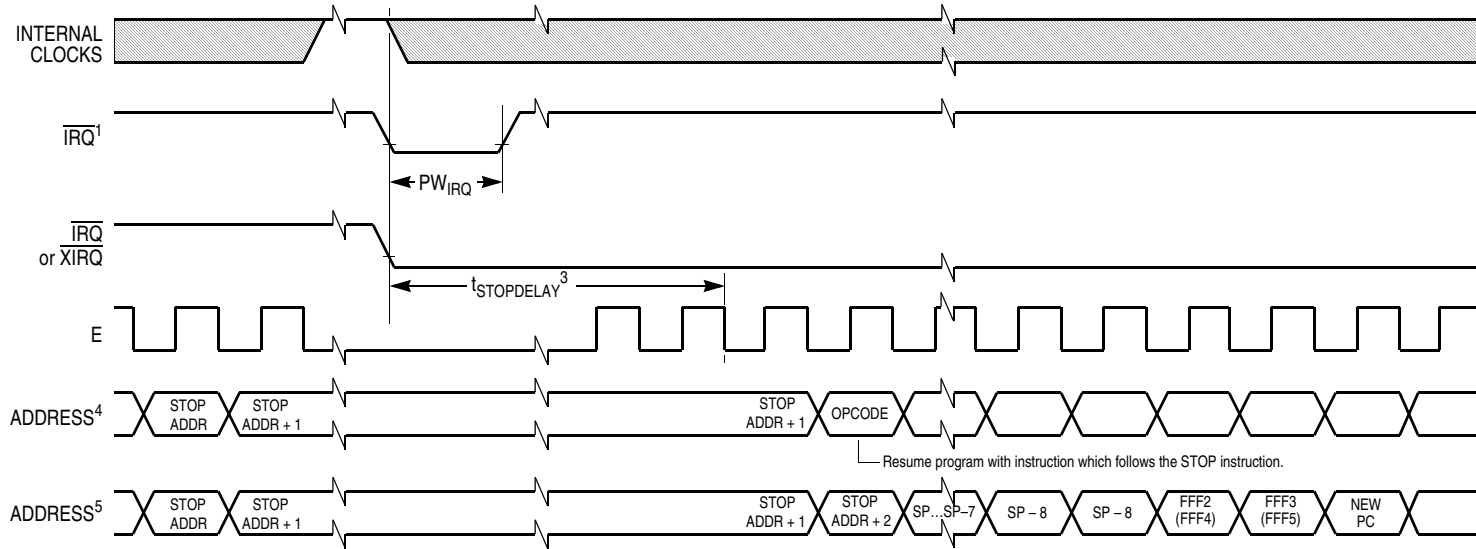 INTERNAL
CLOCKS
IRQ1
PWIRQ
IRQ
or XIRQ
tSTOPDELAY3
E
ADDRESS4
STOP
ADDR
STOP
ADDR + 1
STOP
ADDR + 1
OPCODE
Resume program with instruction which follows the STOP instruction.
ADDRESS5
STOP
ADDR
STOP
ADDR + 1
STOP
ADDR + 1
STOP
ADDR + 2
SP...SP–7
SP – 8
SP – 8
FFF2
(FFF4)
FFF3
(FFF5)
NEW
PC